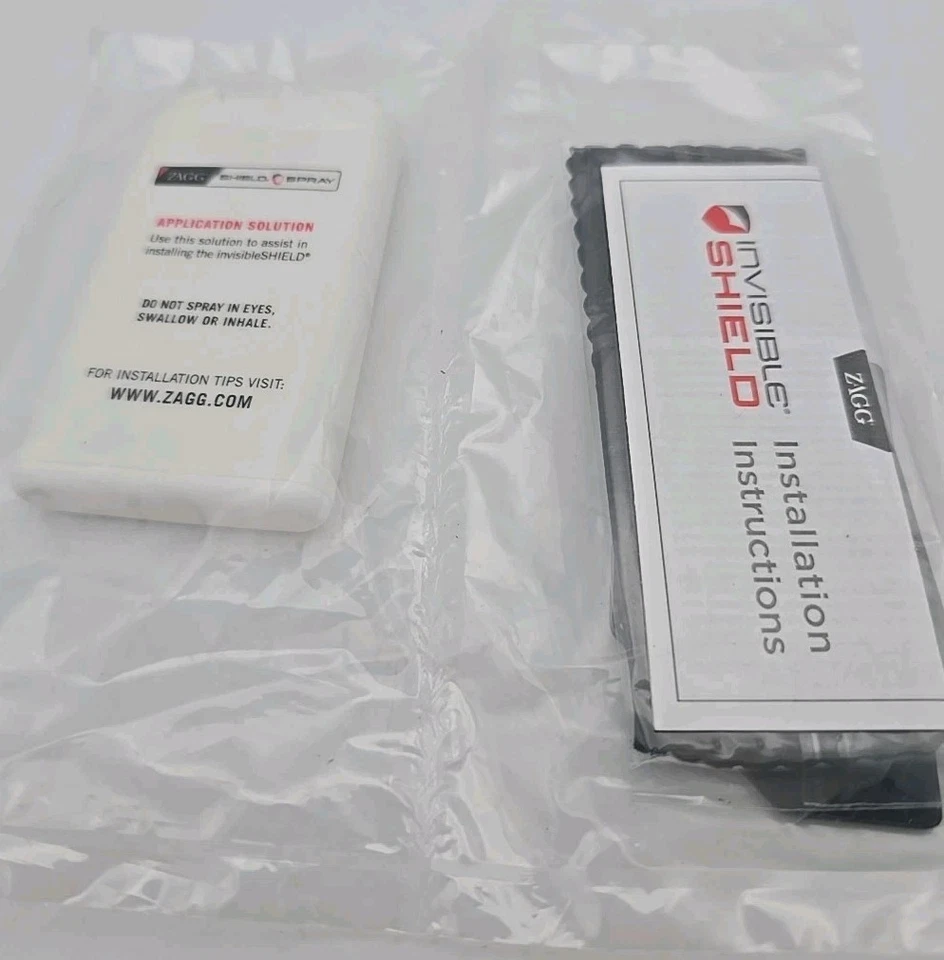 ZAGG SHIELD SPRAY
APPLICATION SOLUTION
Use this solution to assist in
installing the invisibleSHIELD®
DO NOT SPRAY IN EYES,
SWALLOW OR INHALE.
FOR INSTALLATION TIPS VISIT:
WWW.ZAGG.COM
ZAGG
INVISIBLE®
SHIELD
Installation
Instructions